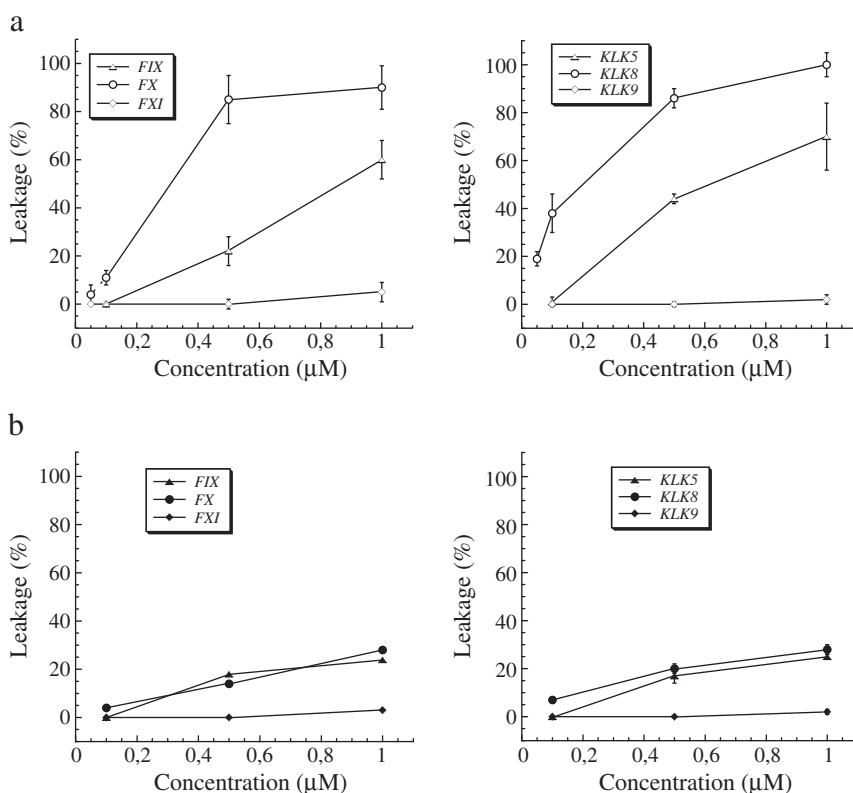 a
100
80
60
40
20
0
Leakage (%)
FIX
FX
FXI
0 0,2 0,4 0,6 0,8 1
Concentration (µM)
100
80
60
40
20
0
Leakage (%)
KLK5
KLK8
KLK9
0 0,2 0,4 0,6 0,8 1
Concentration (µM)
b
100
80
60
40
20
0
Leakage (%)
FIX
FX
FXI
0 0,2 0,4 0,6 0,8 1
Concentration (µM)
100
80
60
40
20
0
Leakage (%)
KLK5
KLK8
KLK9
0 0,2 0,4 0,6 0,8 1
Concentration (µM)